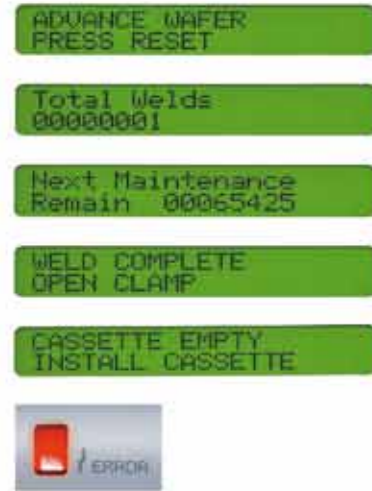 ADVANCE WAFER
PRESS RESET
Total Welds
00000001
Next Maintenance
Remain 00065425
WELD COMPLETE
OPEN CLAMP
CASSETTE EMPTY
INSTALL CASSETTE
ERROR